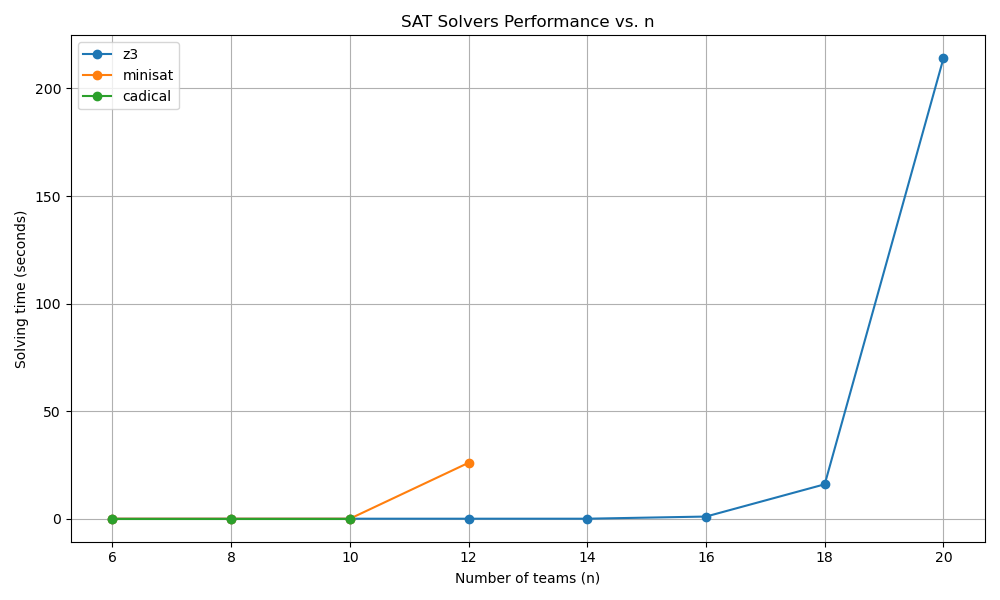 SAT Solvers Performance vs. n
z3
minisat
cadical
200
150
100
50
0
Solving time (seconds)
6 8 10 12 14 16 18 20
Number of teams (n)